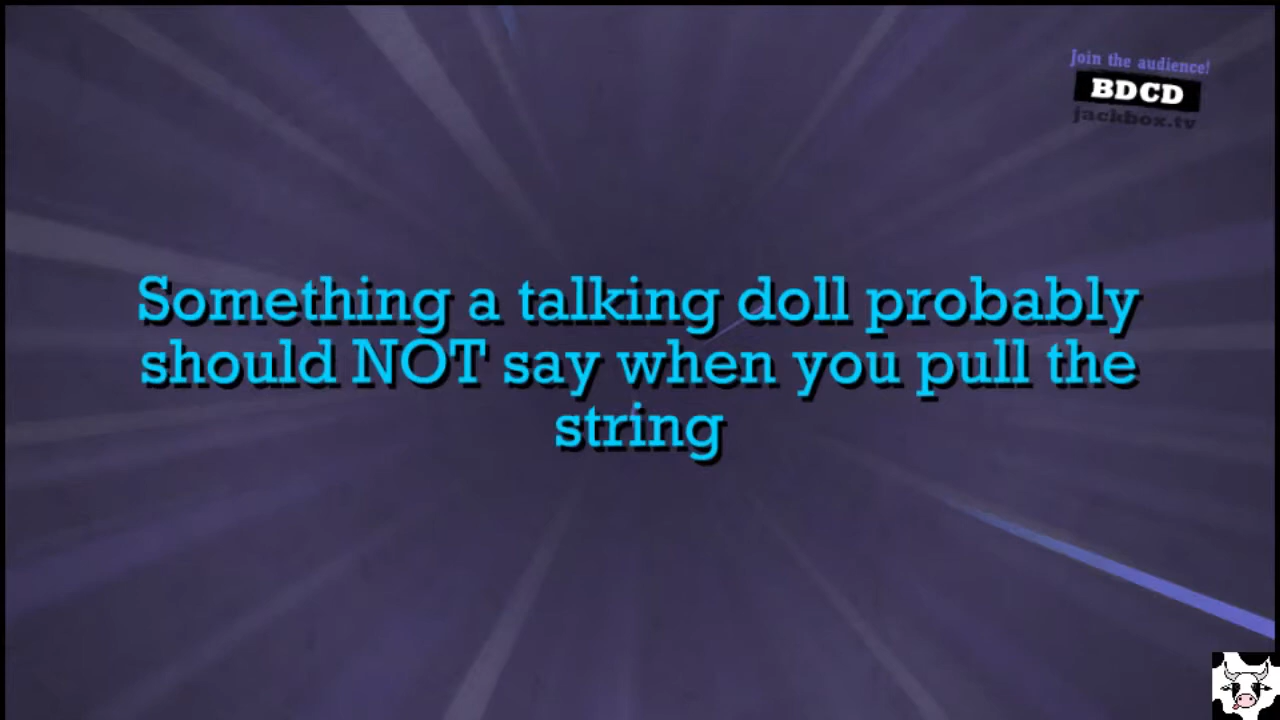 Join the audience!
BDCD
jackbox.tv
Something a talking doll probably
should NOT say when you pull the
string